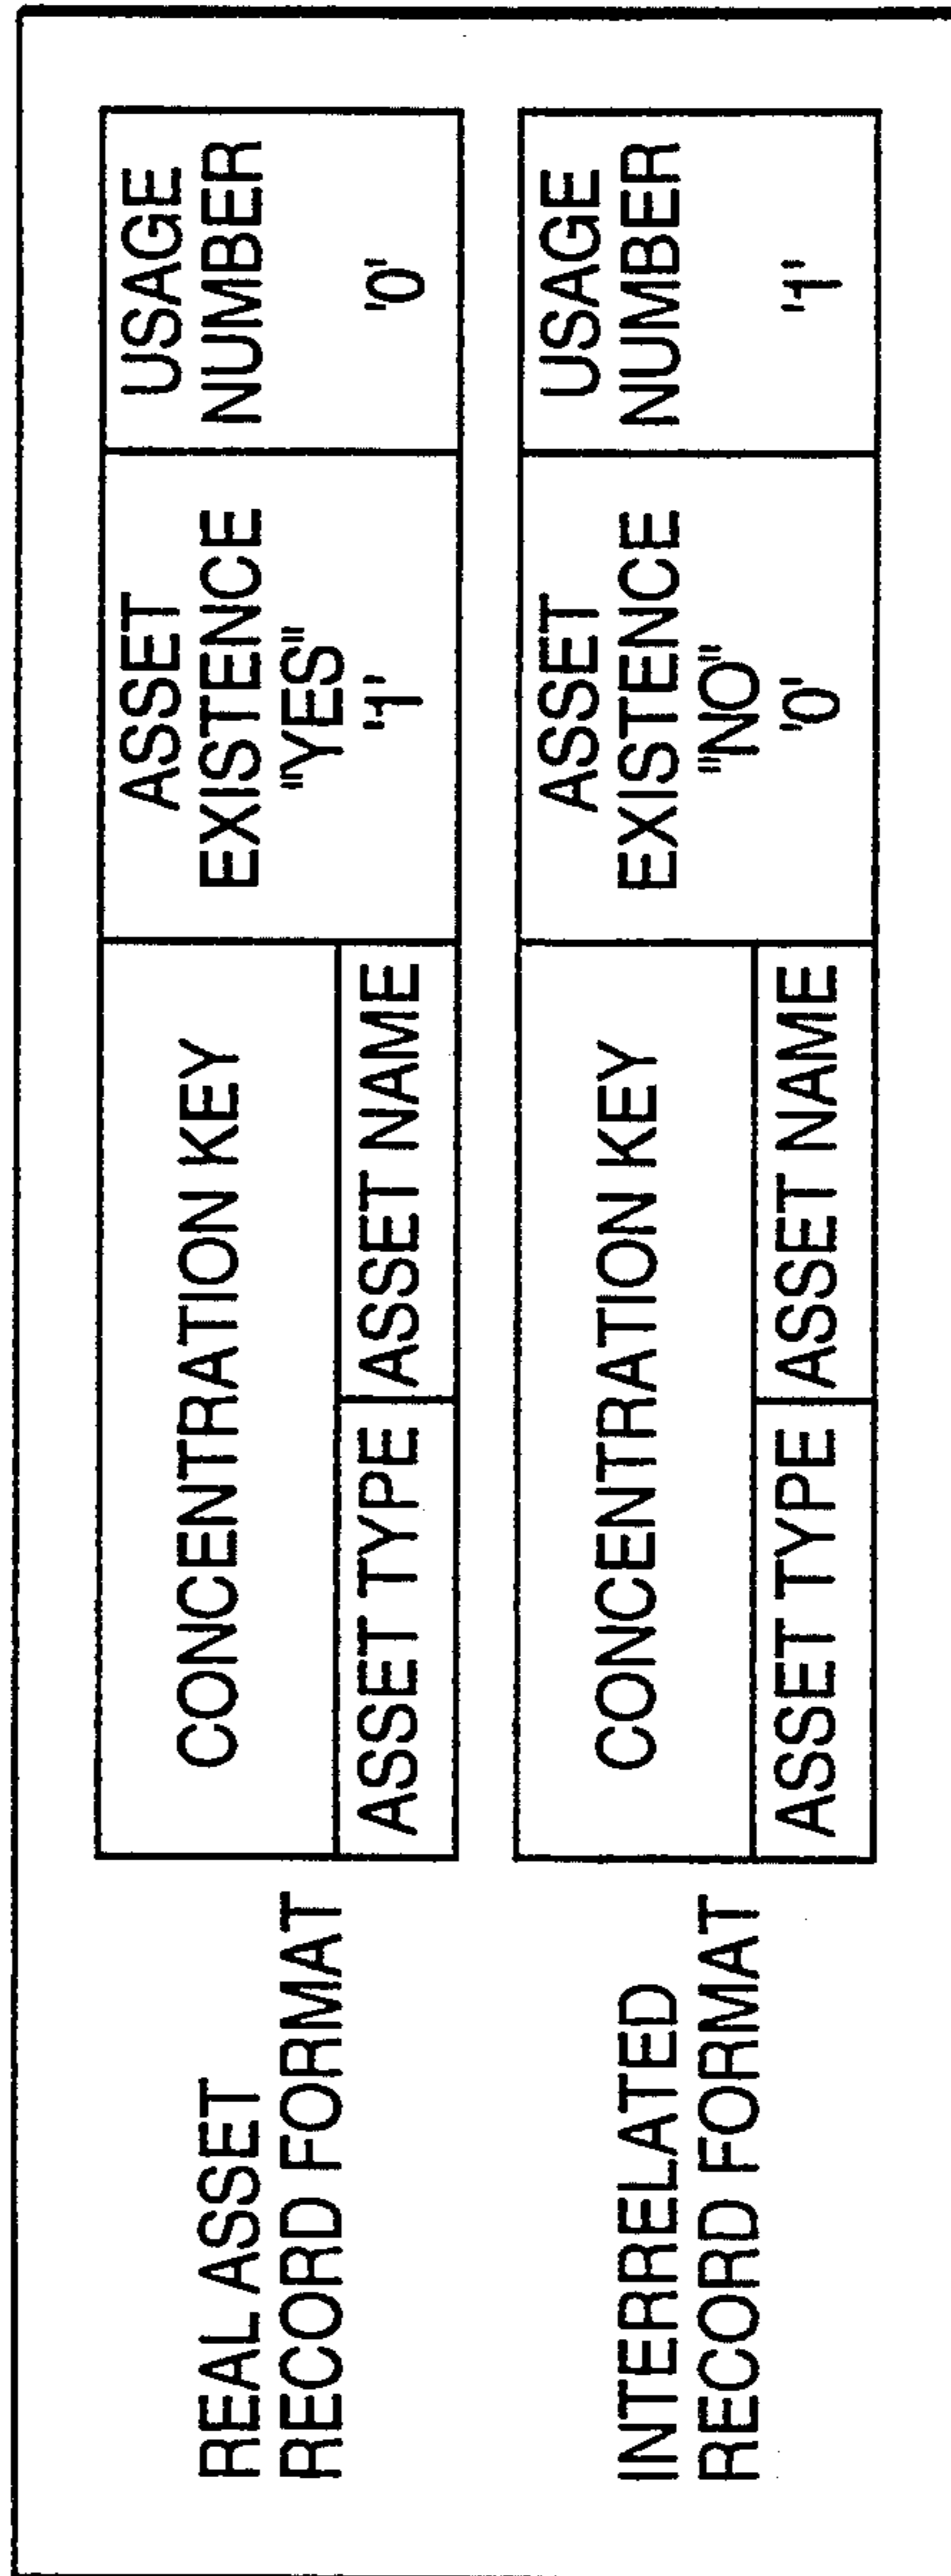 REAL ASSET
RECORD FORMAT
CONCENTRATION KEY
ASSET TYPE
ASSET NAME
ASSET
EXISTENCE
"YES"
'1'
USAGE
NUMBER
'0'
INTERRELATED
RECORD FORMAT
CONCENTRATION KEY
ASSET TYPE
ASSET NAME
ASSET
EXISTENCE
"NO"
'0'
USAGE
NUMBER
'1'